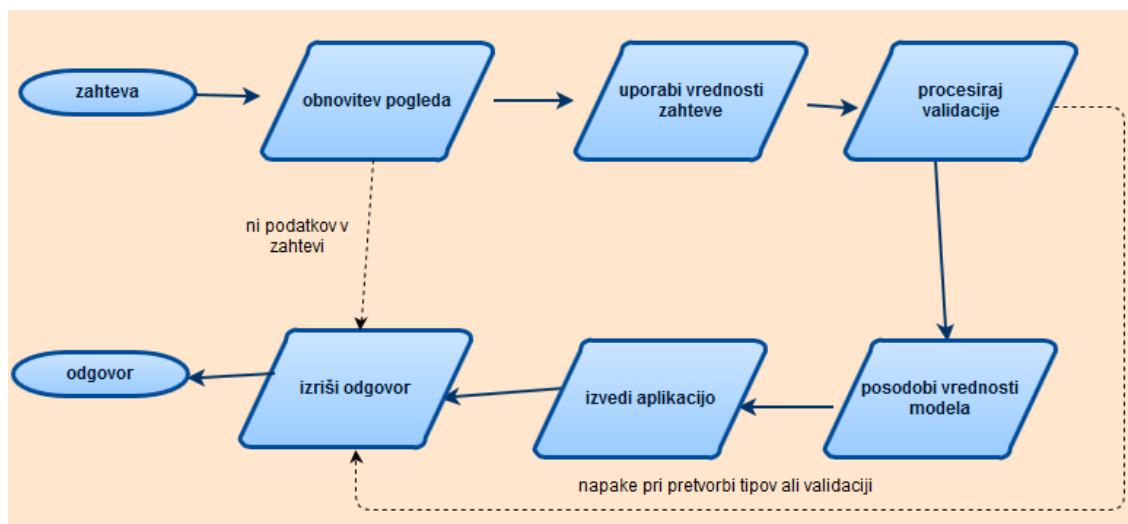 zahteva
obnovitev pogleda
uporabi vrednosti
zahteve
procesiraj
validacije
ni podatkov v
zahtevi
odgovor
izriši odgovor
izvedi aplikacijo
posodobi vrednosti
modela
napake pri pretvorbi tipov ali validaciji